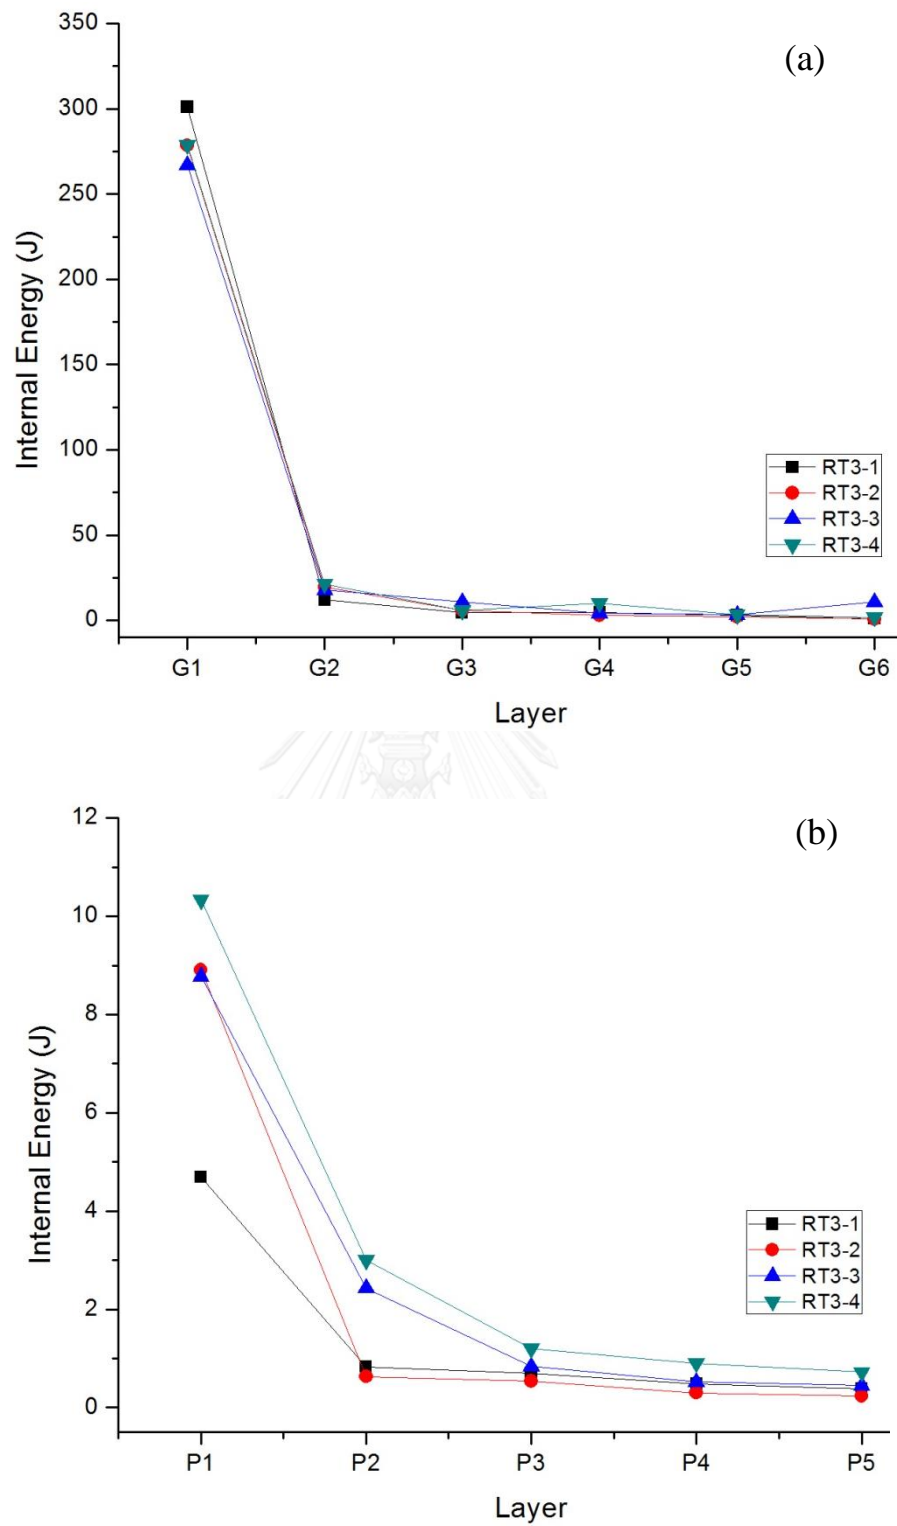 (a)
350
300
250
200
150
100
50
0
Internal Energy (J)
RT3-1
RT3-2
RT3-3
RT3-4
G1 G2 G3 G4 G5 G6
Layer
(b)
12
10
8
6
4
2
0
Internal Energy (J)
RT3-1
RT3-2
RT3-3
RT3-4
P1 P2 P3 P4 P5
Layer